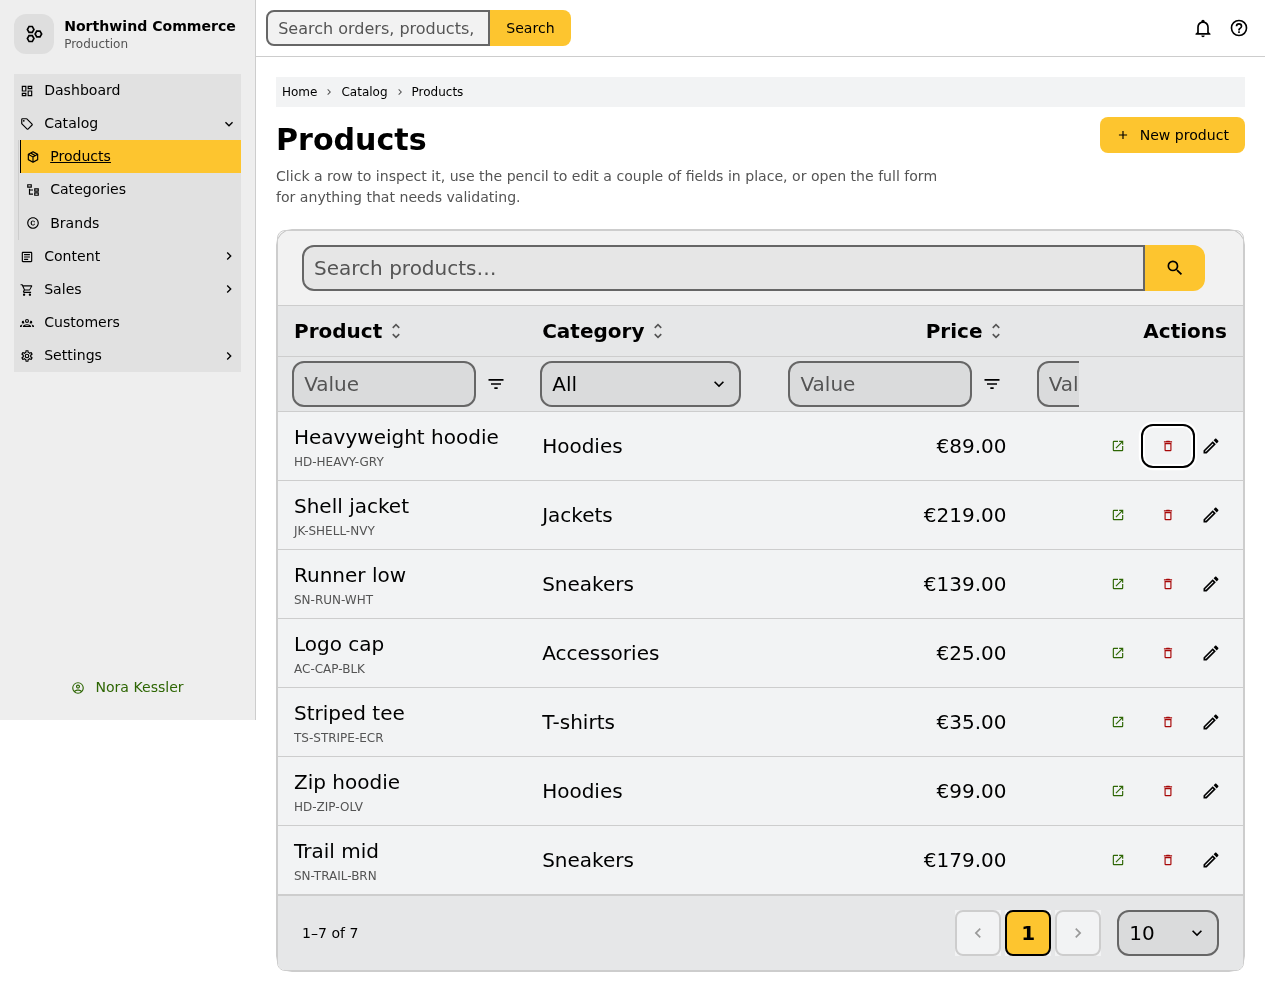 Northwind Commerce
Production
Search orders, products,
Search
Dashboard
Catalog
Products
Categories
Brands
Content
Sales
Customers
Settings
Nora Kessler
Home
Catalog
Products
Products
New product
Click a row to inspect it, use the pencil to edit a couple of fields in place, or open the full form
for anything that needs validating.
Search products…
Product
Category
Price
Actions
Value
All
Value
Val
Heavyweight hoodie
HD-HEAVY-GRY
Hoodies
€89.00
Shell jacket
JK-SHELL-NVY
Jackets
€219.00
Runner low
SN-RUN-WHT
Sneakers
€139.00
Logo cap
AC-CAP-BLK
Accessories
€25.00
Striped tee
TS-STRIPE-ECR
T-shirts
€35.00
Zip hoodie
HD-ZIP-OLV
Hoodies
€99.00
Trail mid
SN-TRAIL-BRN
Sneakers
€179.00
1–7 of 7
1
10